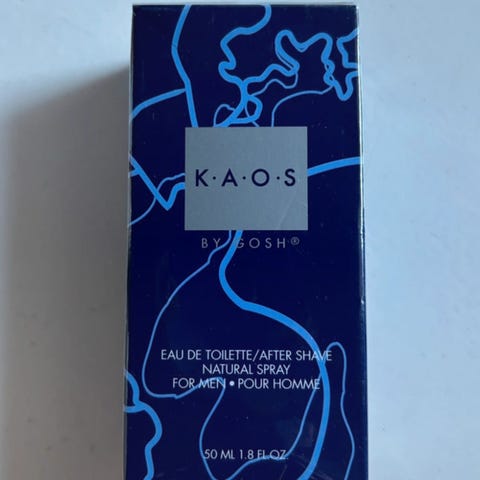 K·A·O·S
BY GOSH®
EAU DE TOILETTE/AFTER SHAVE
NATURAL SPRAY
FOR MEN • POUR HOMME
50 ML 1.8 FL.OZ.